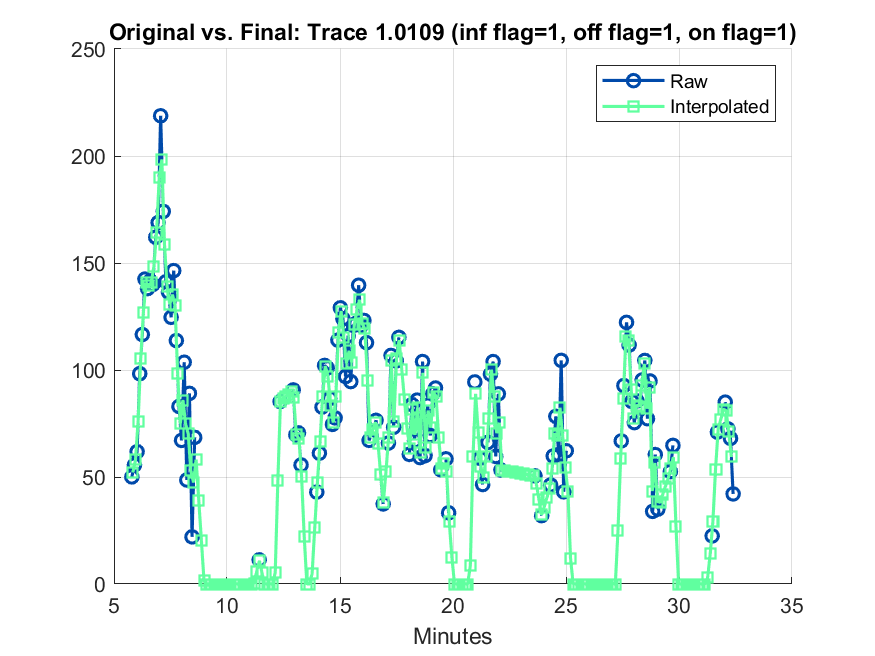 Original vs. Final: Trace 1.0109 (inf flag=1, off flag=1, on flag=1)
250
200
150
100
50
0
Raw
Interpolated
5 10 15 20 25 30 35
Minutes